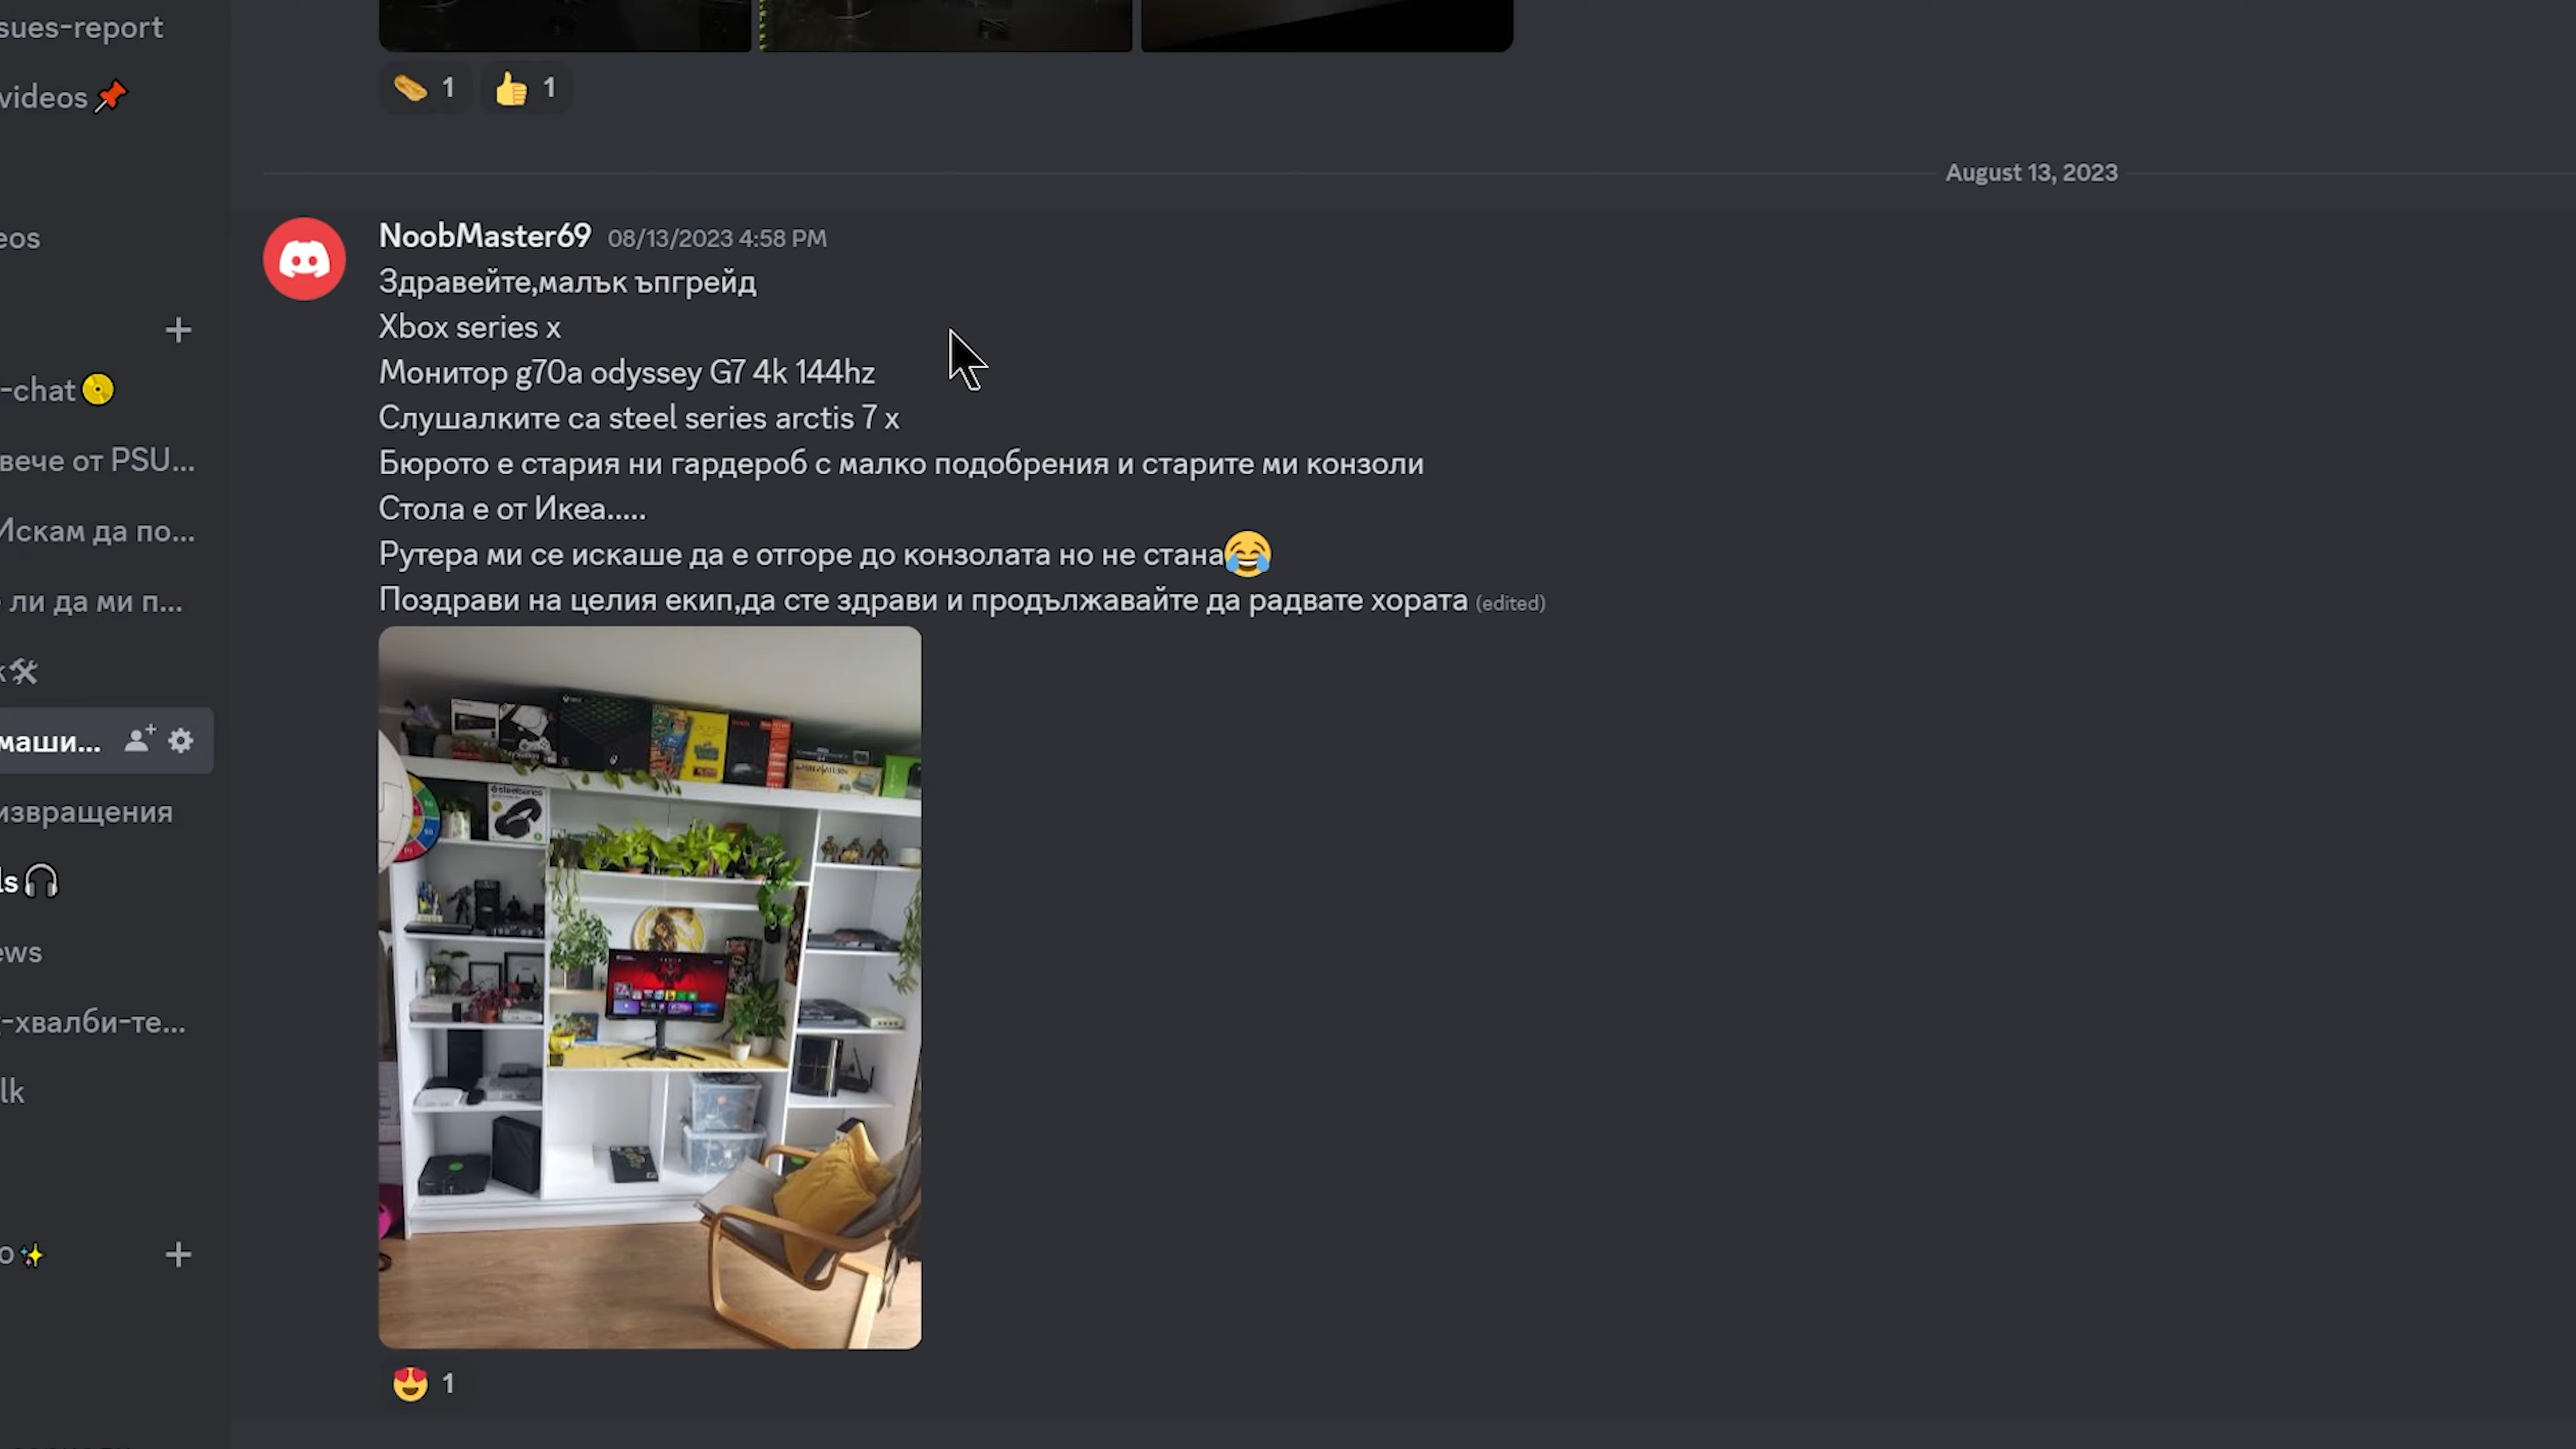 sues-report
videos
eos
-chat
вече от PSU...
Искам да по...
ли да ми п...
маши...
извращения
ls
ews
-хвалби-те...
lk
o
1
1
August 13, 2023
NoobMaster69 08/13/2023 4:58 PM
Здравейте,малък ъпгрейд
Xbox series x
Монитор g70a odyssey G7 4k 144hz
Слушалките са steel series arctis 7 x
Бюрото е стария ни гардероб с малко подобрения и старите ми конзоли
Стола е от Икеа.....
Рутера ми се искаше да е отгоре до конзолата но не стана
Поздрави на целия екип,да сте здрави и продължавайте да радвате хората (edited)
steelseries
1